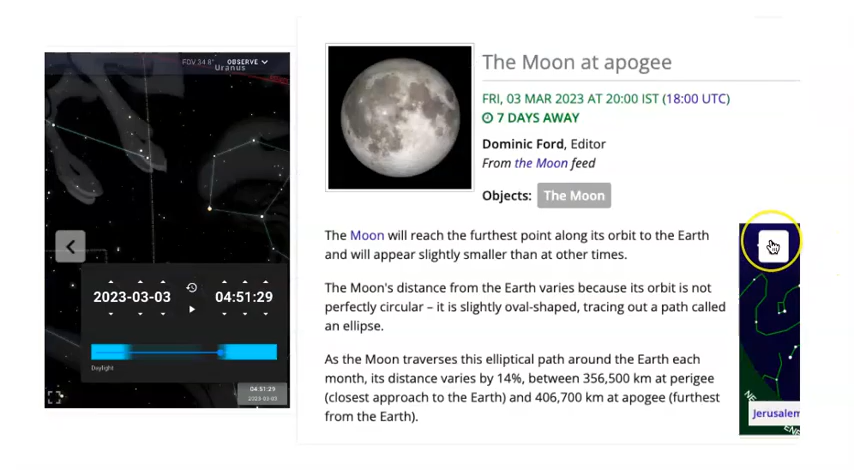 FOV 34.8° OBSERVE
Uranus
2023-03-03 04:51:29
Daylight
04:51:29
2023-03-03
The Moon at apogee
FRI, 03 MAR 2023 AT 20:00 IST (18:00 UTC)
7 DAYS AWAY
Dominic Ford, Editor
From the Moon feed
Objects: The Moon
The Moon will reach the furthest point along its orbit to the Earth
and will appear slightly smaller than at other times.
The Moon's distance from the Earth varies because its orbit is not
perfectly circular – it is slightly oval-shaped, tracing out a path called
an ellipse.
As the Moon traverses this elliptical path around the Earth each
month, its distance varies by 14%, between 356,500 km at perigee
(closest approach to the Earth) and 406,700 km at apogee (furthest
from the Earth).
NE
Jerusalem
ENE